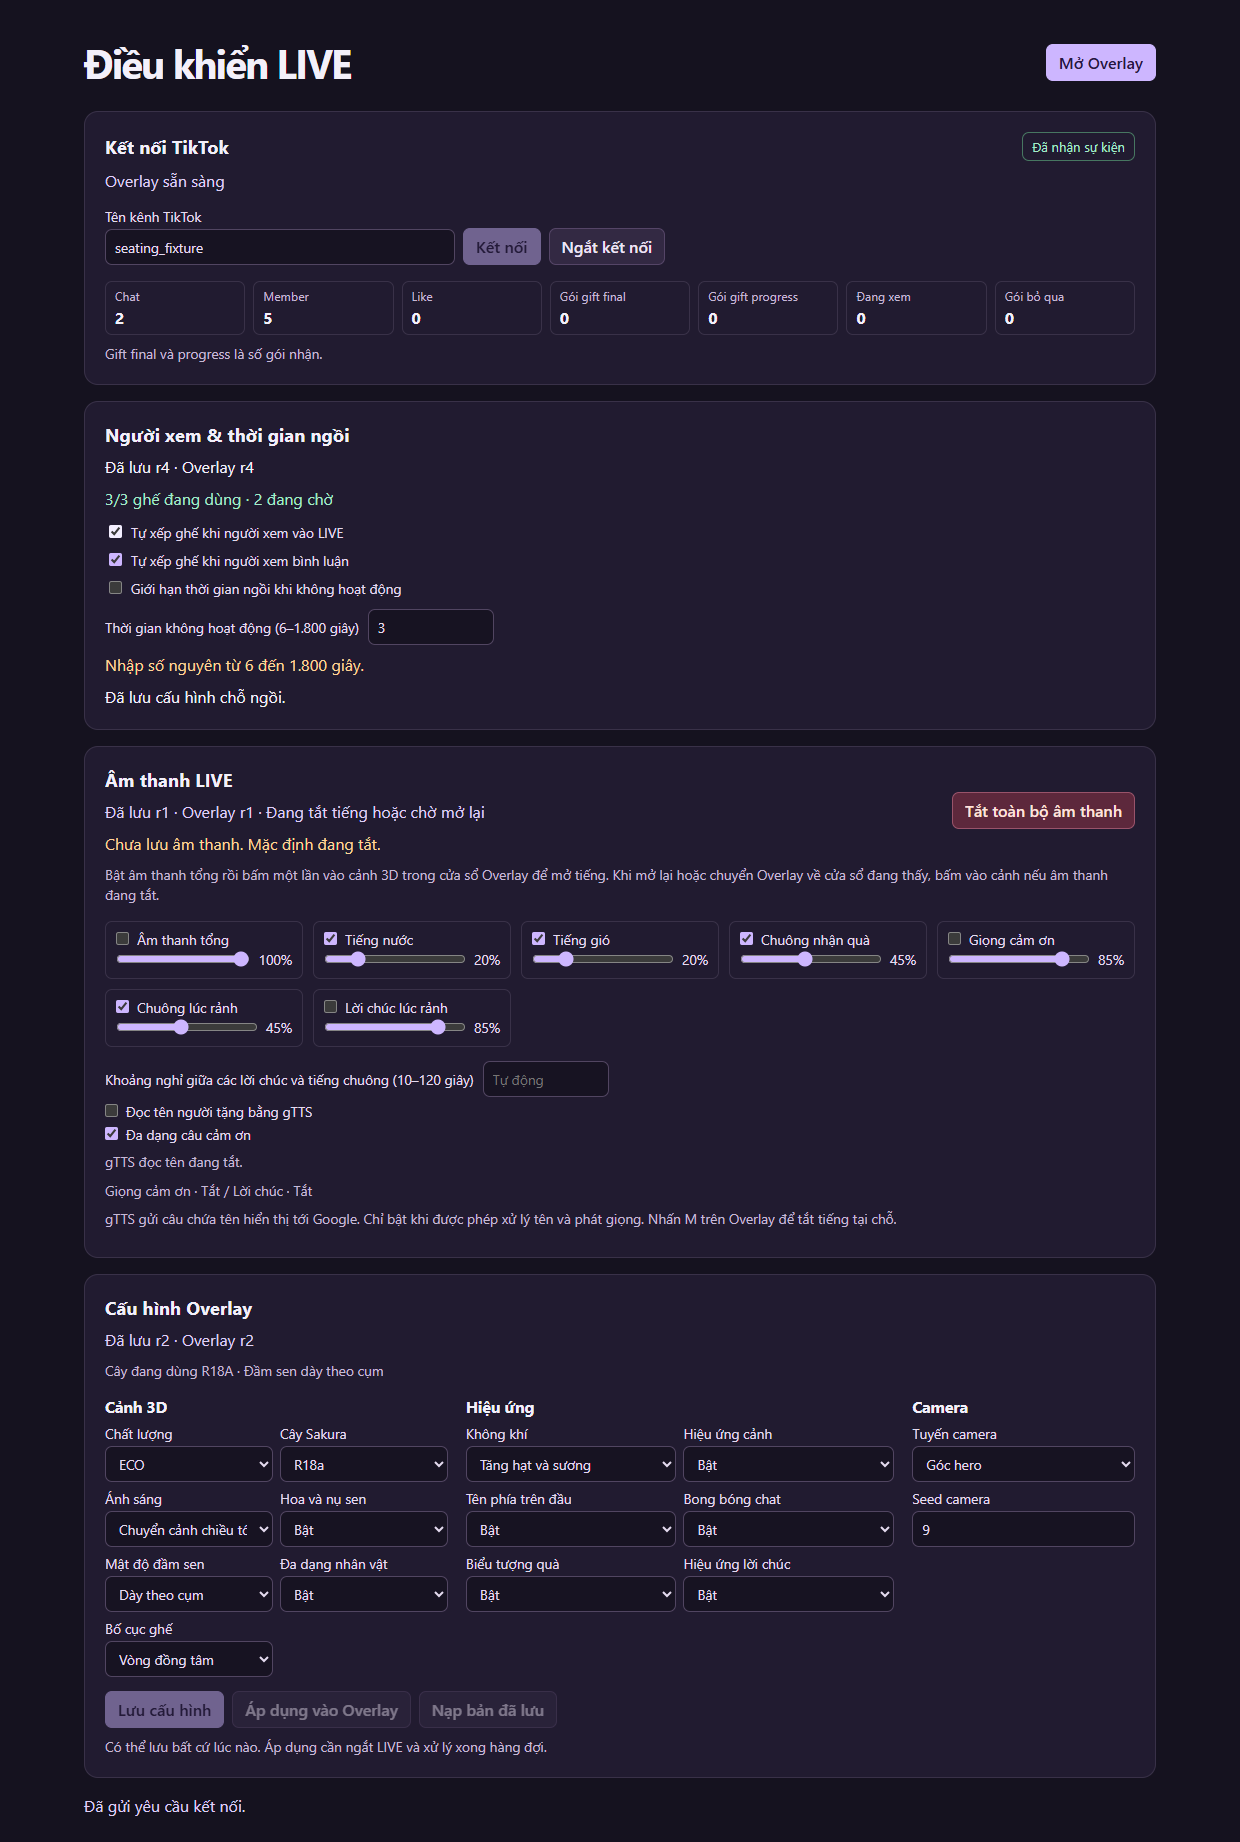 Điều khiển LIVE
Mở Overlay
Kết nối TikTok
Đã nhận sự kiện
Overlay sẵn sàng
Tên kênh TikTok
seating_fixture
Kết nối
Ngắt kết nối
Chat
2
Member
5
Like
0
Gói gift final
0
Gói gift progress
0
Đang xem
0
Gói bỏ qua
0
Gift final và progress là số gói nhận.
Người xem & thời gian ngồi
Đã lưu r4 · Overlay r4
3/3 ghế đang dùng · 2 đang chờ
Tự xếp ghế khi người xem vào LIVE
Tự xếp ghế khi người xem bình luận
Giới hạn thời gian ngồi khi không hoạt động
Thời gian không hoạt động (6–1.800 giây)
3
Nhập số nguyên từ 6 đến 1.800 giây.
Đã lưu cấu hình chỗ ngồi.
Âm thanh LIVE
Đã lưu r1 · Overlay r1 · Đang tắt tiếng hoặc chờ mở lại
Tắt toàn bộ âm thanh
Chưa lưu âm thanh. Mặc định đang tắt.
Bật âm thanh tổng rồi bấm một lần vào cảnh 3D trong cửa sổ Overlay để mở tiếng. Khi mở lại hoặc chuyển Overlay về cửa sổ đang thấy, bấm vào cảnh nếu âm thanh
đang tắt.
Âm thanh tổng
100%
Tiếng nước
20%
Tiếng gió
20%
Chuông nhận quà
45%
Giọng cảm ơn
85%
Chuông lúc rảnh
45%
Lời chúc lúc rảnh
85%
Khoảng nghỉ giữa các lời chúc và tiếng chuông (10–120 giây)
Tự động
Đọc tên người tặng bằng gTTS
Đa dạng câu cảm ơn
gTTS đọc tên đang tắt.
Giọng cảm ơn · Tắt / Lời chúc · Tắt
gTTS gửi câu chứa tên hiển thị tới Google. Chỉ bật khi được phép xử lý tên và phát giọng. Nhấn M trên Overlay để tắt tiếng tại chỗ.
Cấu hình Overlay
Đã lưu r2 · Overlay r2
Cây đang dùng R18A · Đầm sen dày theo cụm
Cảnh 3D
Hiệu ứng
Camera
Chất lượng
Cây Sakura
Không khí
Hiệu ứng cảnh
Tuyến camera
ECO
R18a
Tăng hạt và sương
Bật
Góc hero
Ánh sáng
Hoa và nụ sen
Tên phía trên đầu
Bong bóng chat
Seed camera
Chuyển cảnh chiều tố
Bật
Bật
Bật
9
Mật độ đầm sen
Đa dạng nhân vật
Biểu tượng quà
Hiệu ứng lời chúc
Dày theo cụm
Bật
Bật
Bật
Bố cục ghế
Vòng đồng tâm
Lưu cấu hình
Áp dụng vào Overlay
Nạp bản đã lưu
Có thể lưu bất cứ lúc nào. Áp dụng cần ngắt LIVE và xử lý xong hàng đợi.
Đã gửi yêu cầu kết nối.